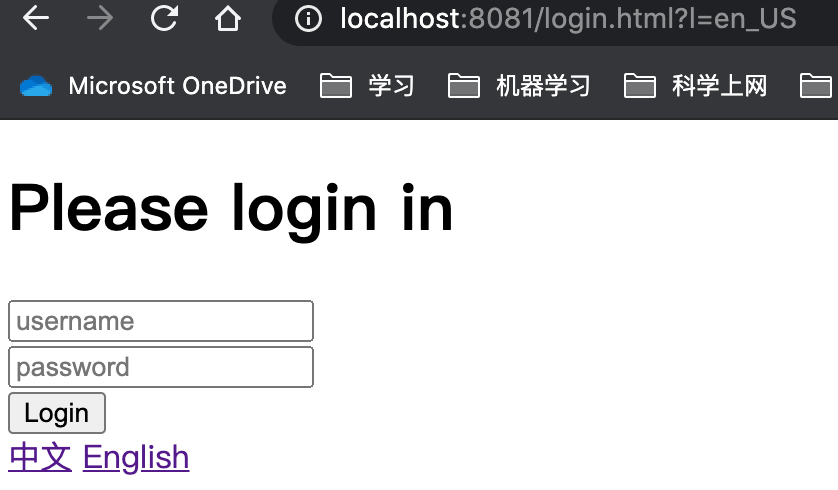 localhost:8081/login.html?l=en_US
Microsoft OneDrive 学习 机器学习 科学上网
Please login in
username
password
Login
中文 English